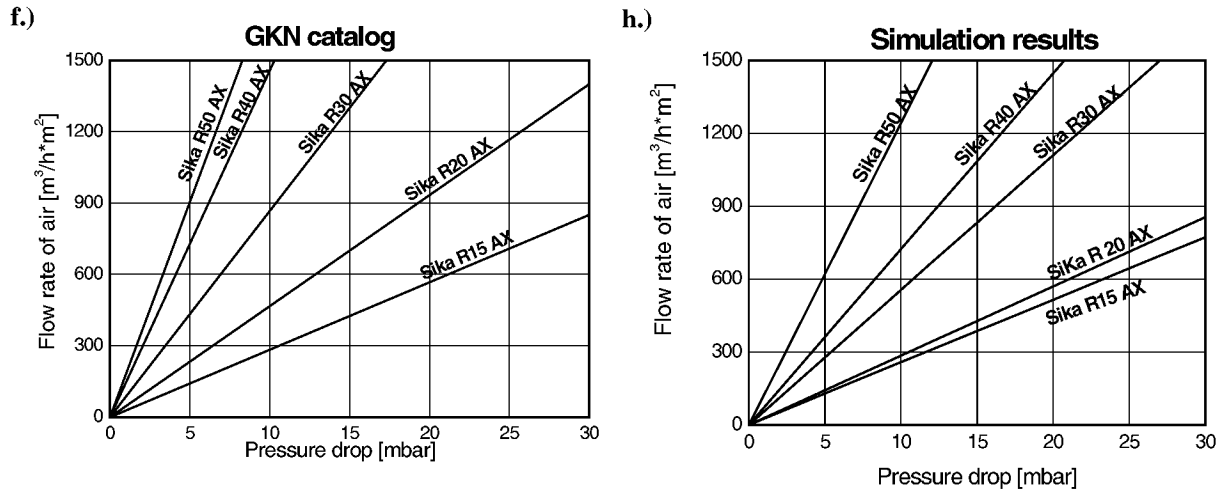 f.)
GKN catalog
Flow rate of air [m³/h*m²]
1500
1200
900
600
300
0
Sika R50 AX
Sika R40 AX
Sika R30 AX
Sika R20 AX
Sika R15 AX
0 5 10 15 20 25 30
Pressure drop [mbar]
h.)
Simulation results
Flow rate of air [m³/h*m²]
1500
1200
900
600
300
0
Sika R50 AX
Sika R40 AX
Sika R30 AX
SiKa R 20 AX
Sika R15 AX
0 5 10 15 20 25 30
Pressure drop [mbar]